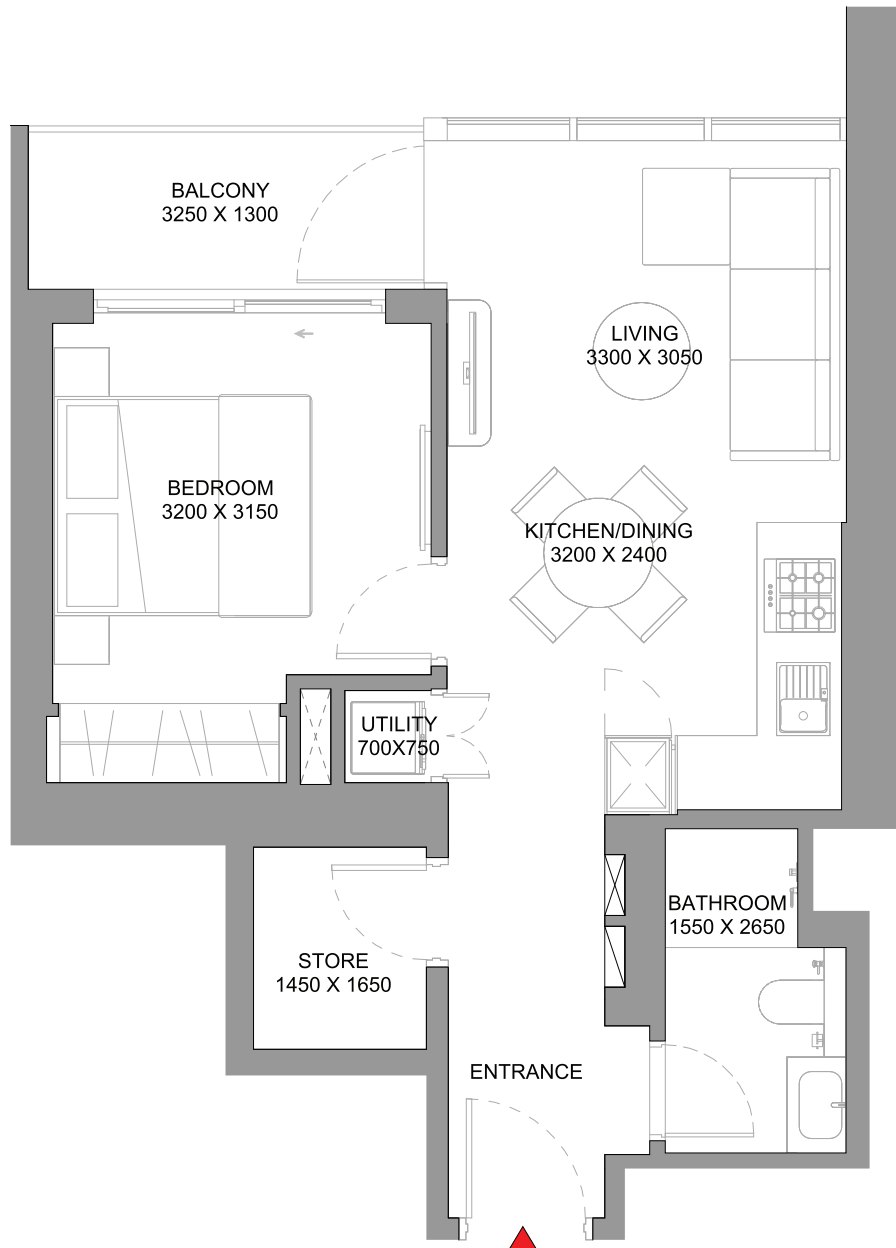 BALCONY
3250 X 1300
LIVING
3300 X 3050
BEDROOM
3200 X 3150
KITCHEN/DINING
3200 X 2400
UTILITY
700X750
BATHROOM
1550 X 2650
STORE
1450 X 1650
ENTRANCE